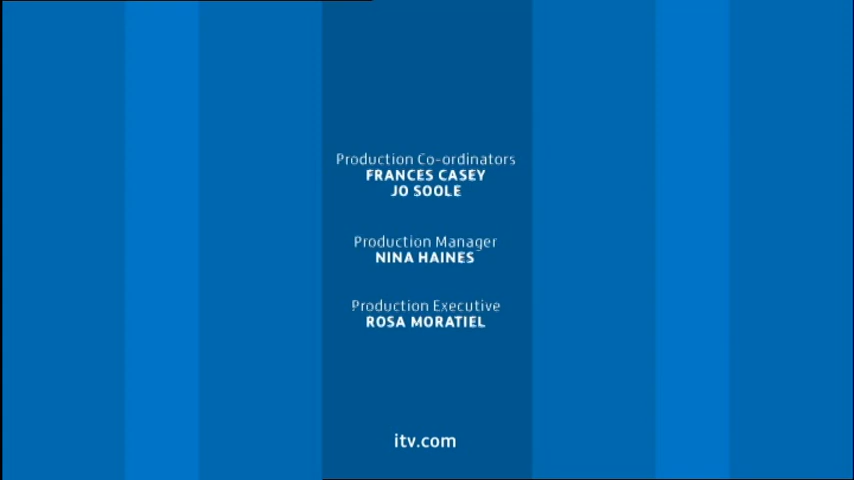 Production Co-ordinators
FRANCES CASEY
JO SOOLE
Production Manager
NINA HAINES
Production Executive
ROSA MORATIEL
itv.com